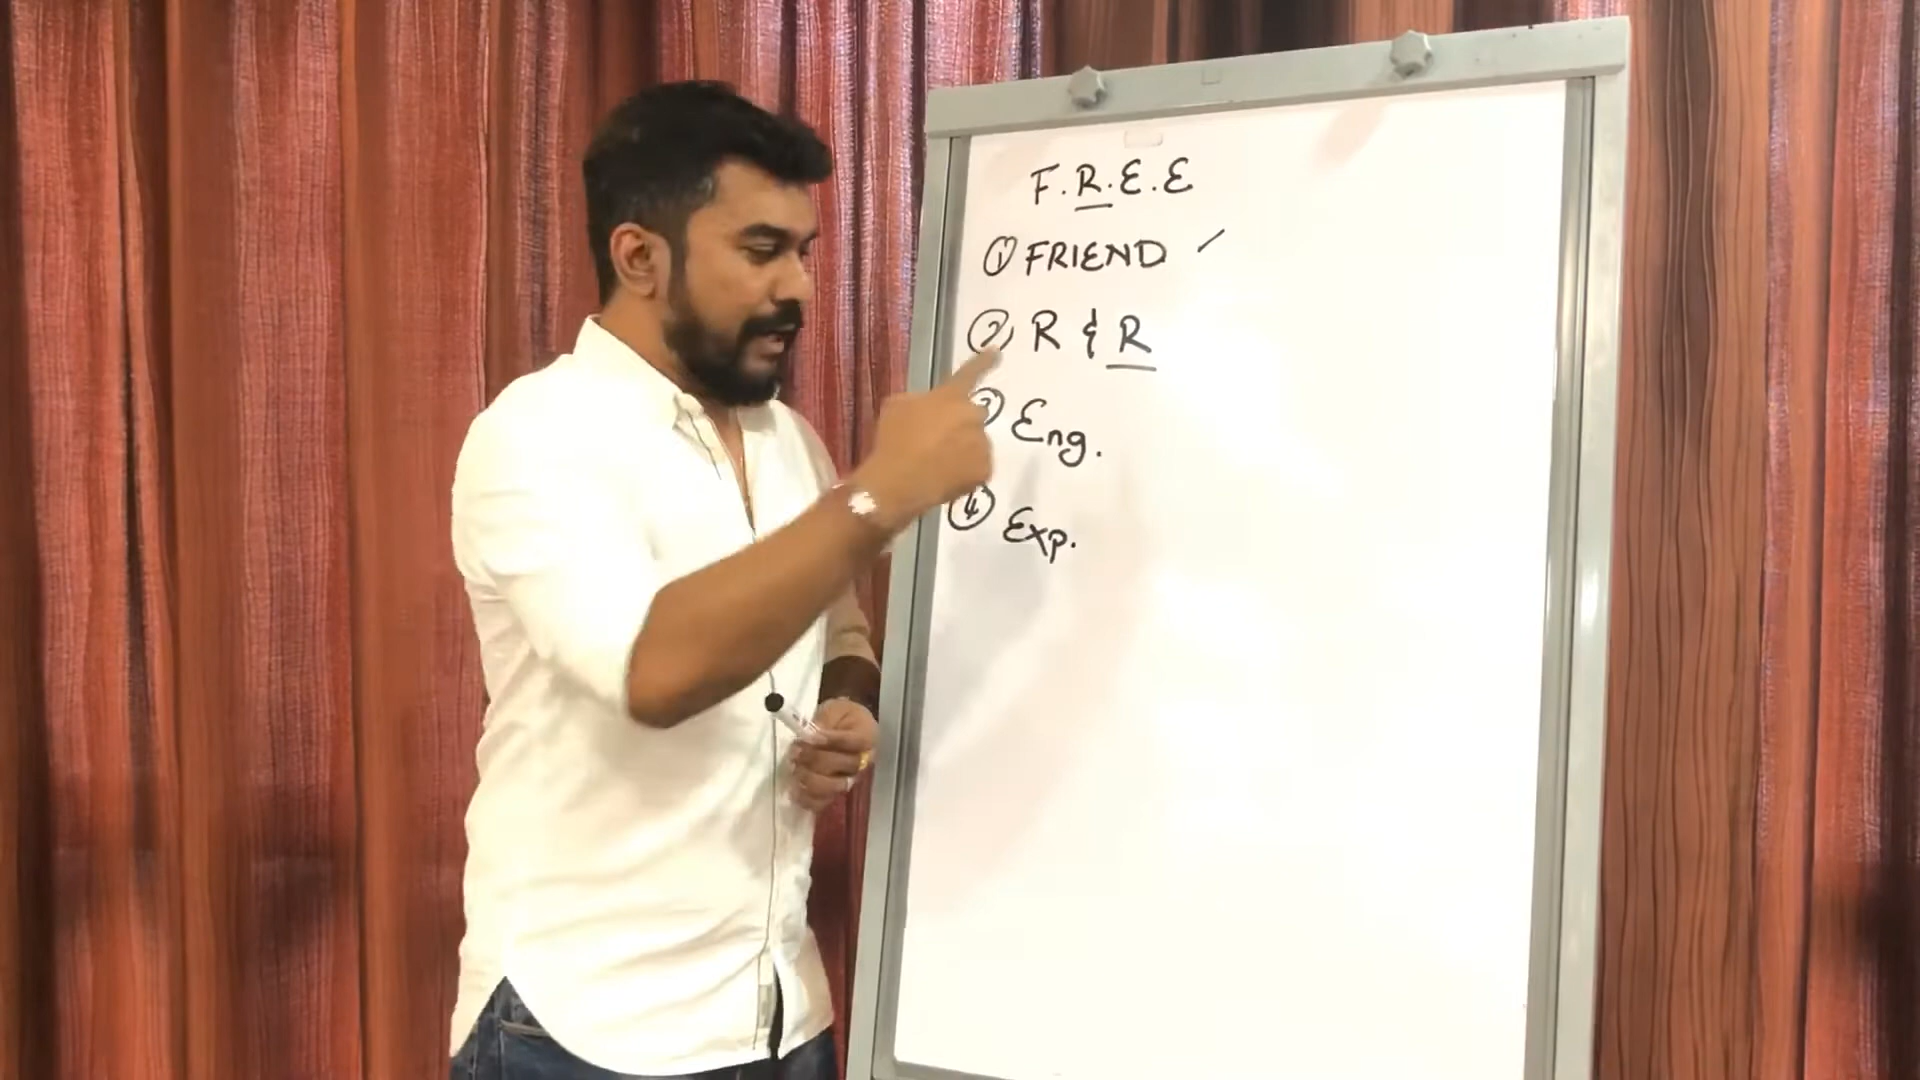 F.R.E.E
① FRIEND ✓
② R & R
③ Eng.
④ Exp.